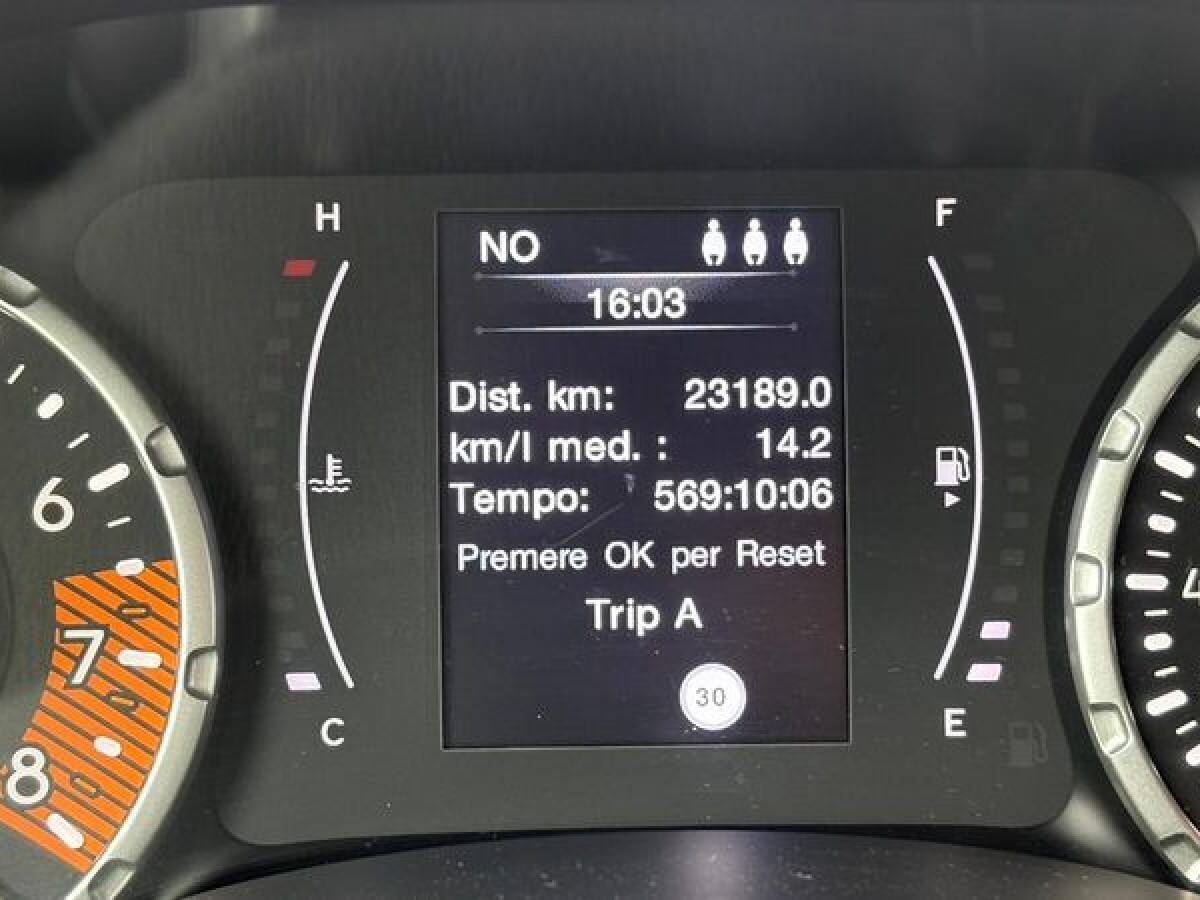 H
F
NO
16:03
Dist. km: 23189.0
km/l med. : 14.2
Tempo: 569:10:06
Premere OK per Reset
Trip A
30
C
E
6
7
8
4